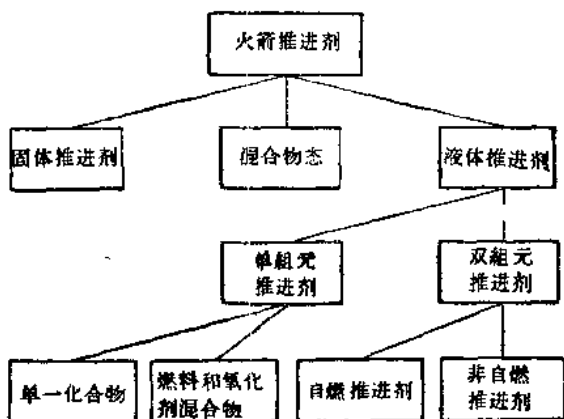 火箭推进剂
固体推进剂
混合物态
液体推进剂
单组元
推进剂
双组元
推进剂
单一化合物
燃料和氧化
剂混合物
自燃推进剂
非自燃
推进剂